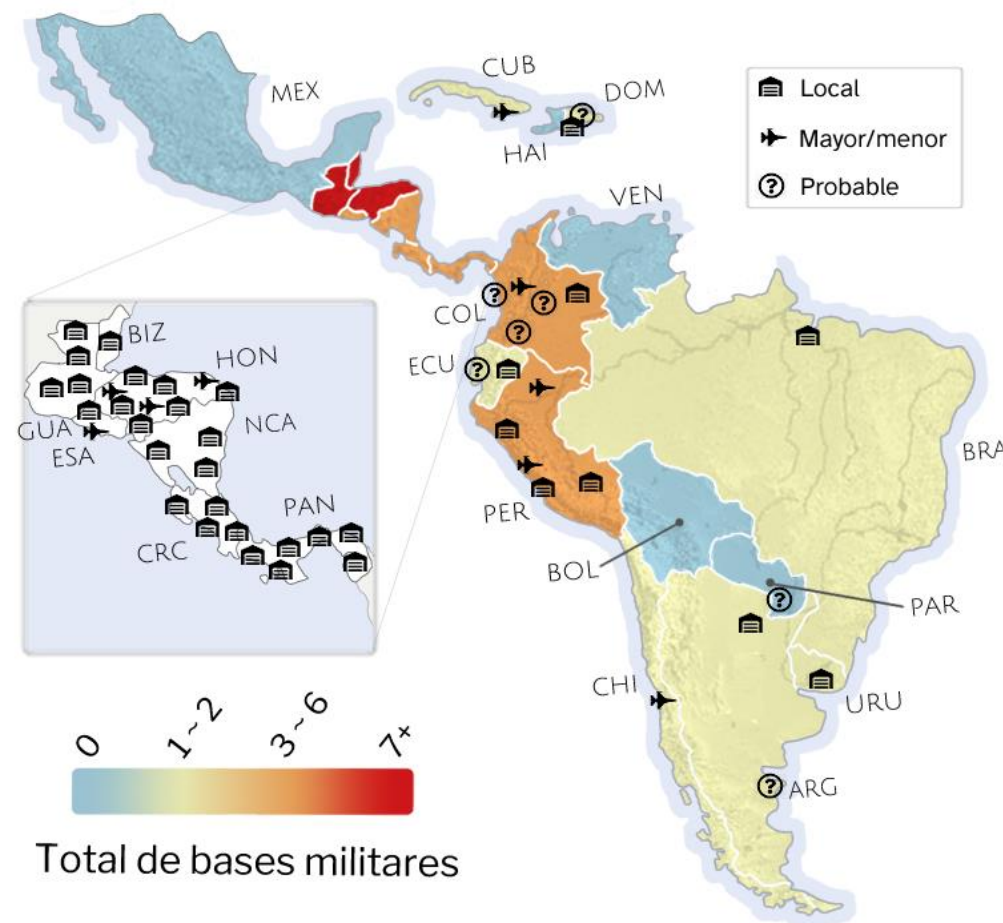 CUB
DOM
MEX
HAI
Local
Mayor/menor
Probable
VEN
COL
ECU
BIZ
HON
GUA
NCA
ESA
PAN
CRC
BRA
PER
BOL
PAR
CHI
URU
ARG
0
1~2
3~6
7+
Total de bases militares